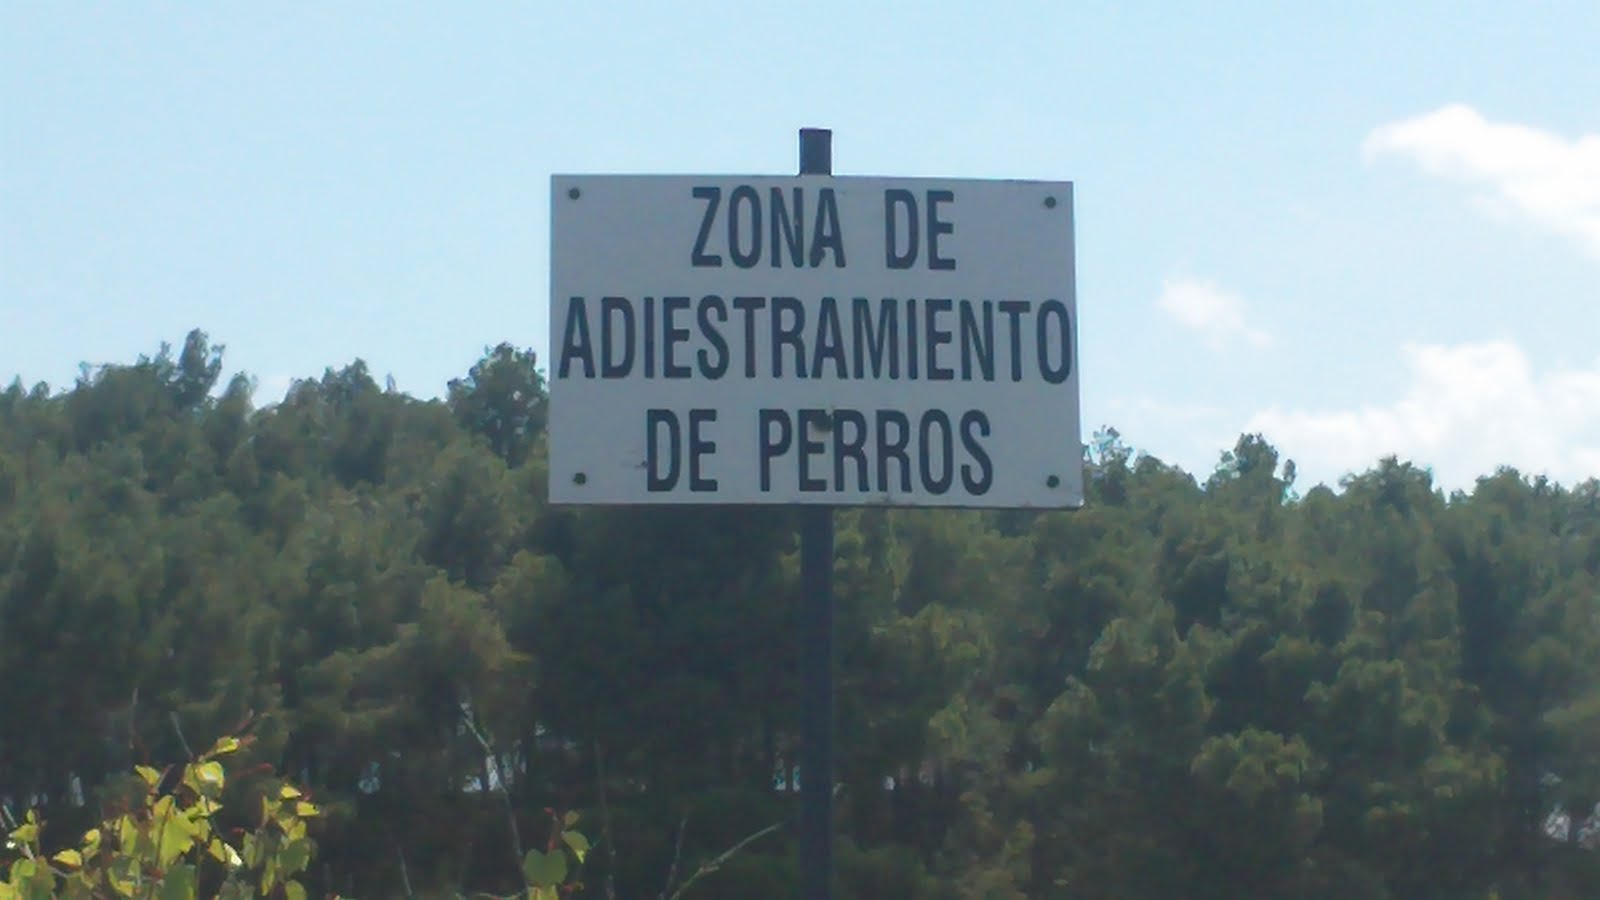 ZONA DE
ADIESTRAMIENTO
DE PERROS